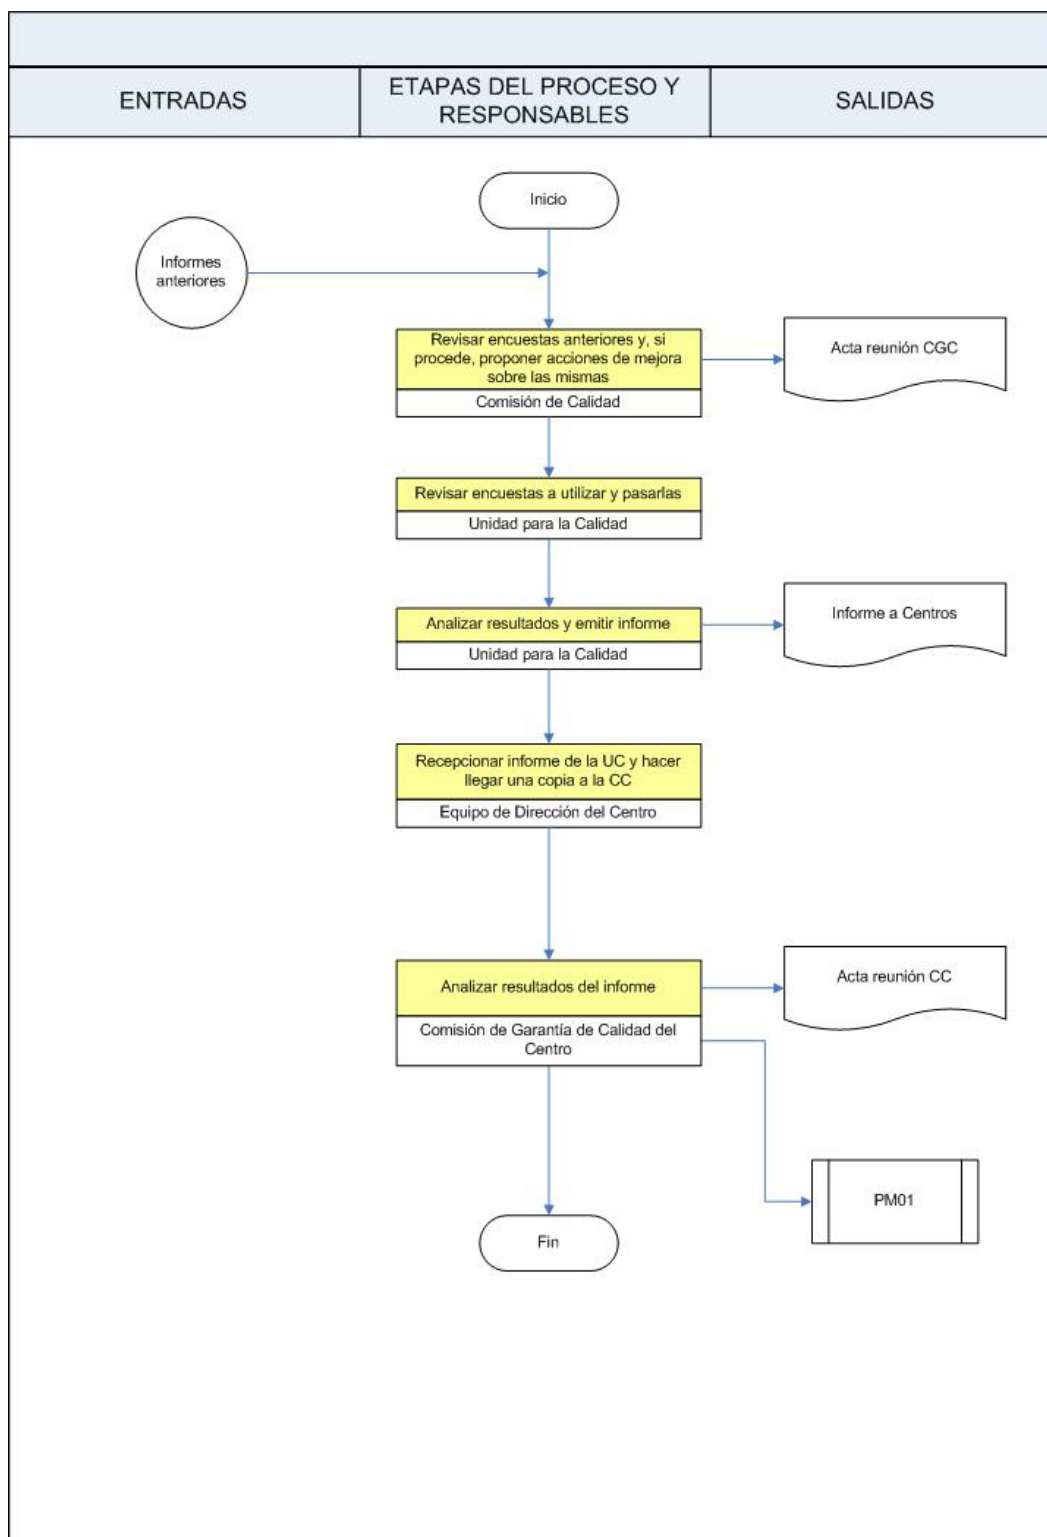 ENTRADAS
ETAPAS DEL PROCESO Y
RESPONSABLES
SALIDAS
Inicio
Informes
anteriores
Revisar encuestas anteriores y, si
procede, proponer acciones de mejora
sobre las mismas
Comisión de Calidad
Acta reunión CGC
Revisar encuestas a utilizar y pasarlas
Unidad para la Calidad
Analizar resultados y emitir informe
Unidad para la Calidad
Informe a Centros
Recepcionar informe de la UC y hacer
llegar una copia a la CC
Equipo de Dirección del Centro
Analizar resultados del informe
Comisión de Garantía de Calidad del
Centro
Acta reunión CC
PM01
Fin